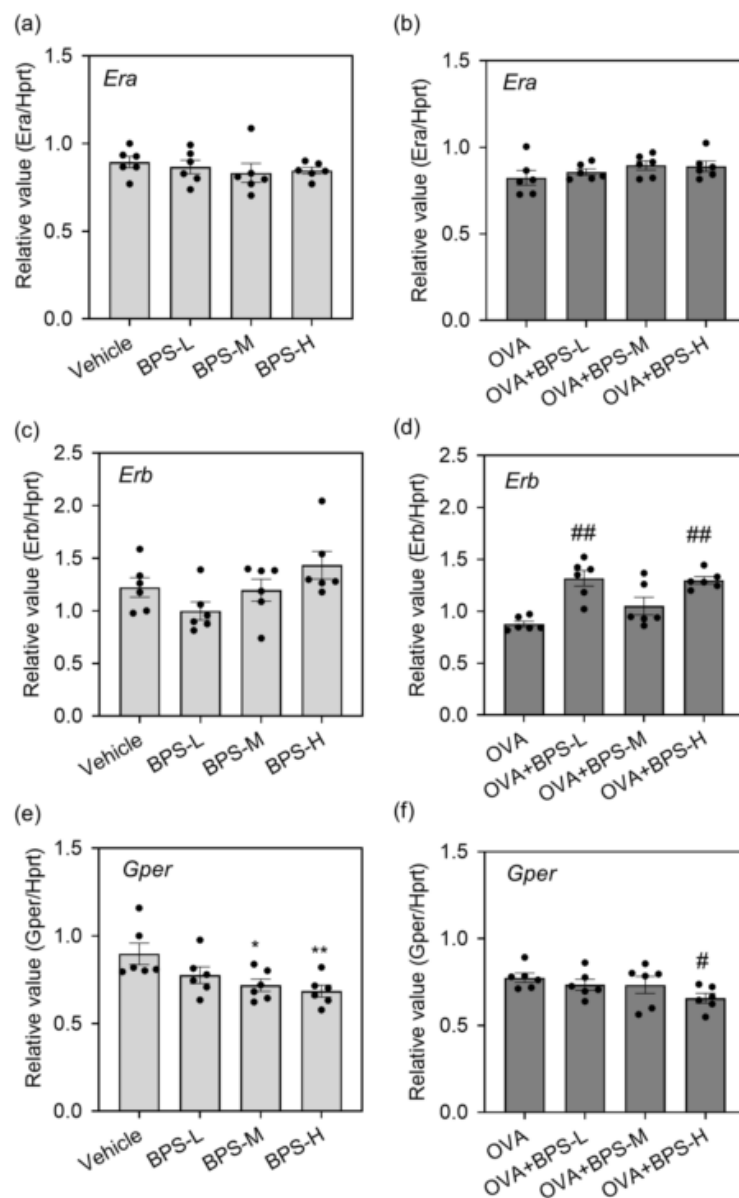 (a)
Era
Relative value (Era/Hprt)
1.5
1.0
0.5
0.0
Vehicle
BPS-L
BPS-M
BPS-H
(b)
Era
Relative value (Era/Hprt)
1.5
1.0
0.5
0.0
OVA
OVA+BPS-L
OVA+BPS-M
OVA+BPS-H
(c)
Erb
Relative value (Erb/Hprt)
2.5
2.0
1.5
1.0
0.5
0.0
Vehicle
BPS-L
BPS-M
BPS-H
(d)
Erb
Relative value (Erb/Hprt)
2.5
2.0
1.5
1.0
0.5
0.0
##
##
OVA
OVA+BPS-L
OVA+BPS-M
OVA+BPS-H
(e)
Gper
Relative value (Gper/Hprt)
1.5
1.0
0.5
0.0
*
**
Vehicle
BPS-L
BPS-M
BPS-H
(f)
Gper
Relative value (Gper/Hprt)
1.5
1.0
0.5
0.0
#
OVA
OVA+BPS-L
OVA+BPS-M
OVA+BPS-H